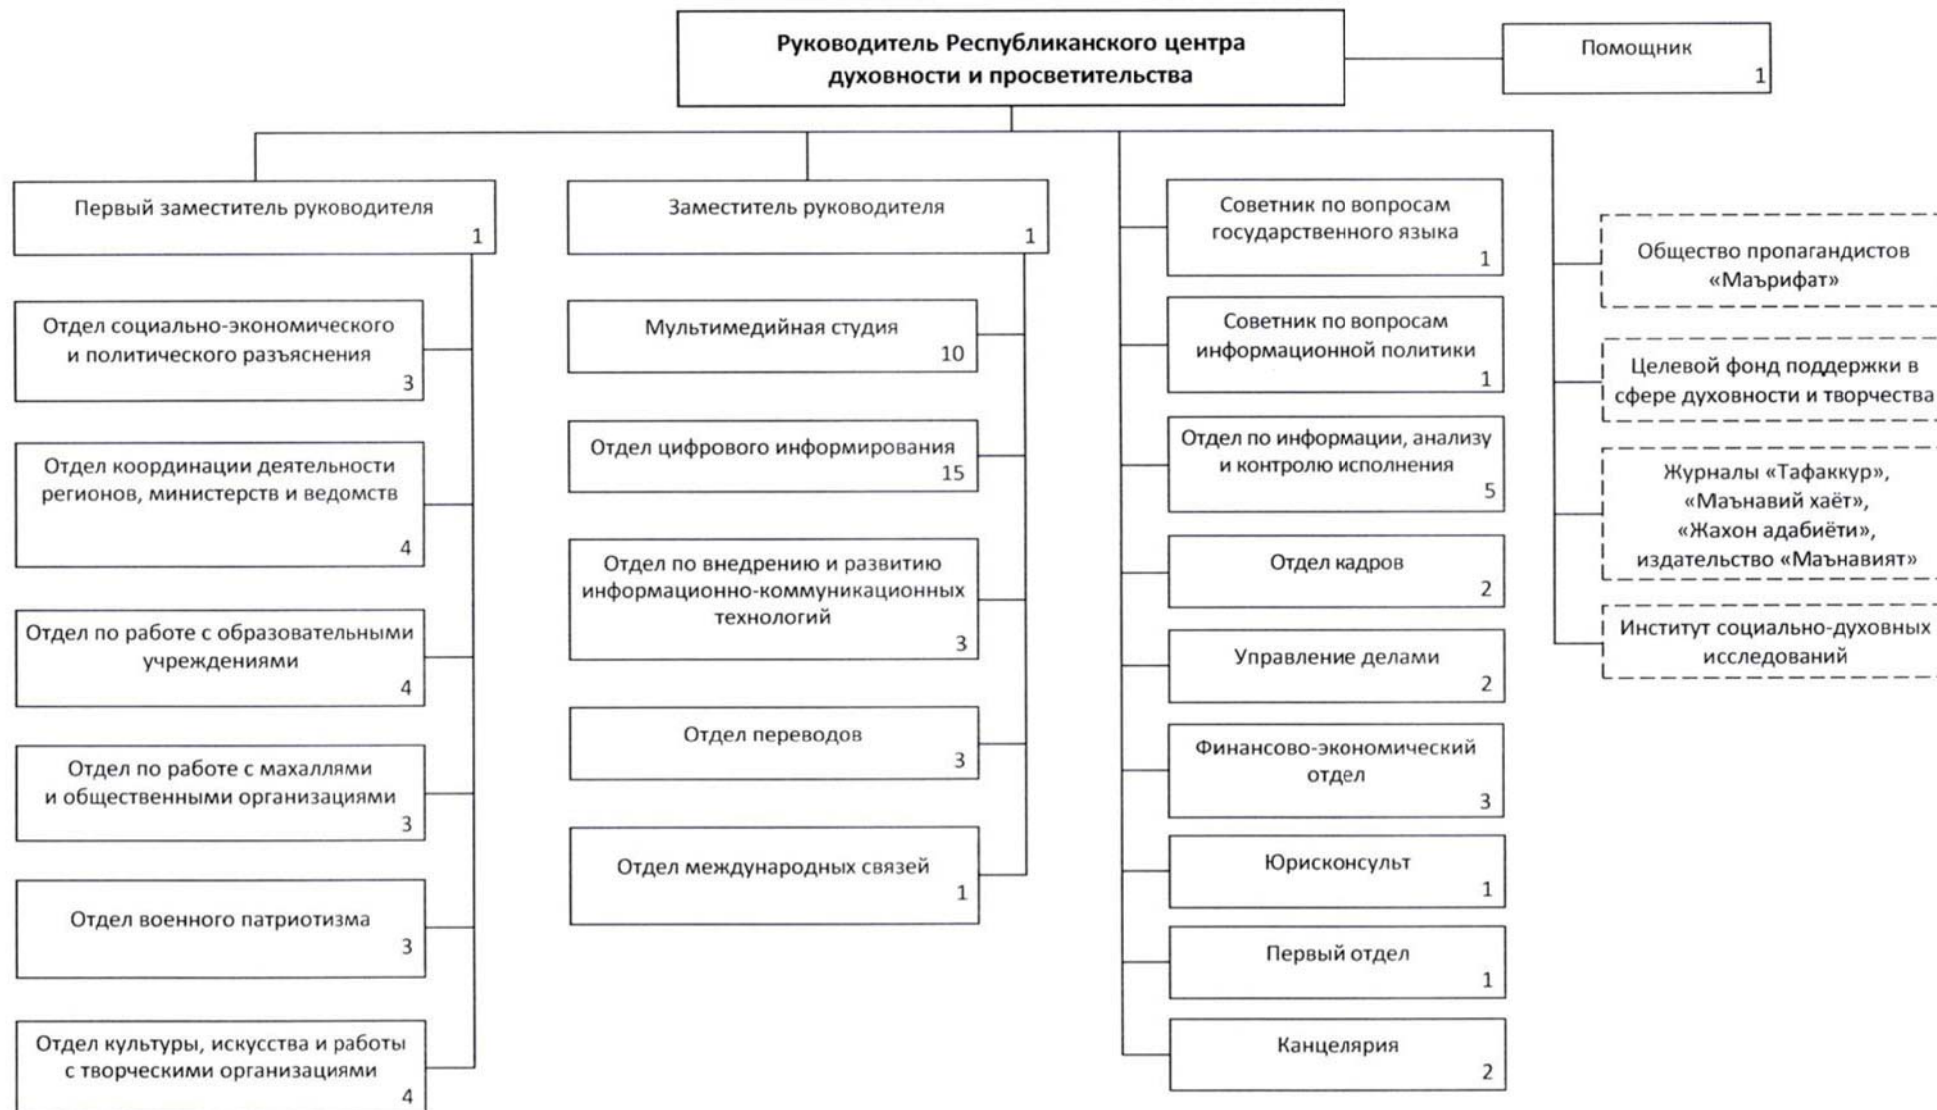 Руководитель Республиканского центра
духовности и просветительства
Помощник
1
Первый заместитель руководителя
1
Отдел социально-экономического
и политического разъяснения
3
Отдел координации деятельности
регионов, министерств и ведомств
4
Отдел по работе с образовательными
учреждениями
4
Отдел по работе с махаллями
и общественными организациями
3
Отдел военного патриотизма
3
Отдел культуры, искусства и работы
с творческими организациями
4
Заместитель руководителя
1
Мультимедийная студия
10
Отдел цифрового информирования
15
Отдел по внедрению и развитию
информационно-коммуникационных
технологий
3
Отдел переводов
3
Отдел международных связей
1
Советник по вопросам
государственного языка
1
Советник по вопросам
информационной политики
1
Отдел по информации, анализу
и контролю исполнения
5
Отдел кадров
2
Управление делами
2
Финансово-экономический
отдел
3
Юрисконсульт
1
Первый отдел
1
Канцелярия
2
Общество пропагандистов
«Маърифат»
Целевой фонд поддержки в
сфере духовности и творчества
Журналы «Тафаккур»,
«Маънавий хаёт»,
«Жахон адабиёти»,
издательство «Маънавият»
Институт социально-духовных
исследований